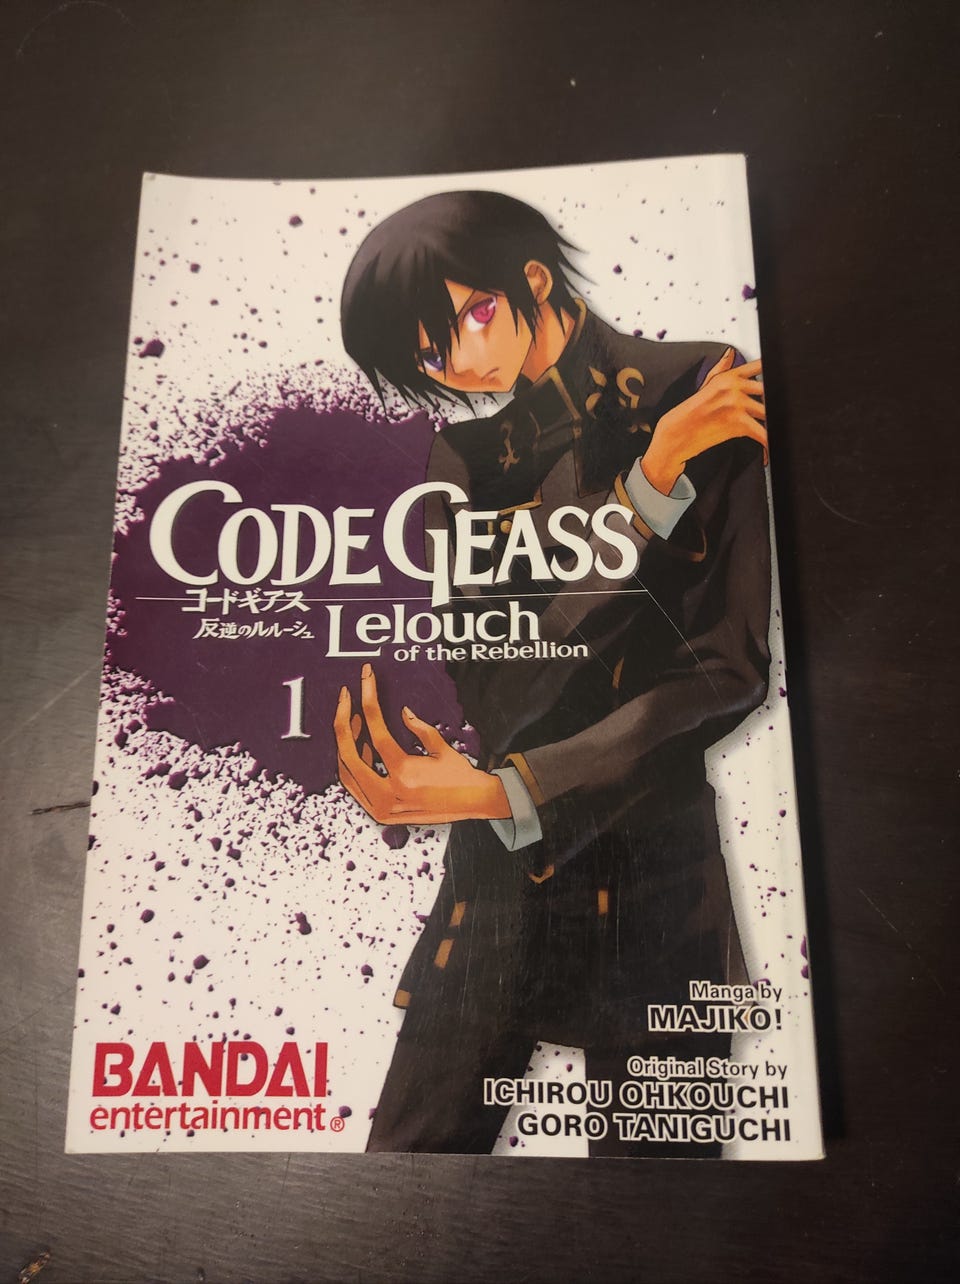 CODE GEASS
コードギアス
反逆のルルーシュ
Lelouch
of the Rebellion
1
Manga by
MAJIKO!
Original Story by
ICHIROU OHKOUCHI
GORO TANIGUCHI
BANDAI
entertainment®